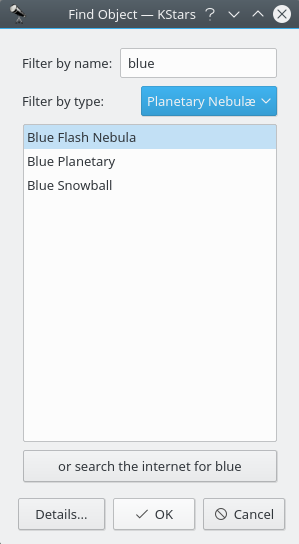 Find Object — KStars
Filter by name: blue
Filter by type: Planetary Nebulæ
Blue Flash Nebula
Blue Planetary
Blue Snowball
or search the internet for blue
Details... OK Cancel